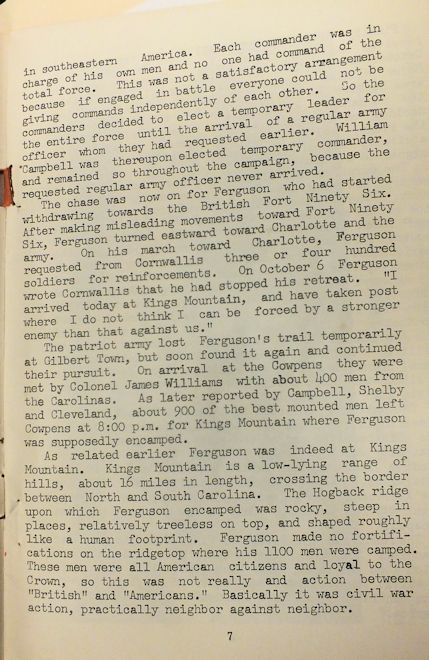 in southeastern America. Each commander was in
charge of his own men and no one had command of the
total force. This was not a satisfactory arrangement
because if engaged in battle everyone could not be
giving commands independently of each other. So the
commanders decided to elect a temporary leader for
the entire force until the arrival of a regular army
officer whom they had requested earlier. William
Campbell was thereupon elected temporary commander,
and remained so throughout the campaign, because the
requested regular army officer never arrived.
The chase was now on for Ferguson who had started
withdrawing towards the British Fort Ninety Six.
After making misleading movements toward Fort Ninety
Six, Ferguson turned eastward toward Charlotte and the
army. On his march toward Charlotte, Ferguson
requested from Cornwallis three or four hundred
soldiers for reinforcements. On October 6 Ferguson
wrote Cornwallis that he had stopped his retreat. "I
arrived today at Kings Mountain, and have taken post
where I do not think I can be forced by a stronger
enemy than that against us."
The patriot army lost Ferguson's trail temporarily
at Gilbert Town, but soon found it again and continued
their pursuit. On arrival at the Cowpens they were
met by Colonel James Williams with about 400 men from
the Carolinas. As later reported by Campbell, Shelby
and Cleveland, about 900 of the best mounted men left
Cowpens at 8:00 p.m. for Kings Mountain where Ferguson
was supposedly encamped.
As related earlier Ferguson was indeed at Kings
Mountain. Kings Mountain is a low-lying range of
hills, about 16 miles in length, crossing the border
between North and South Carolina. The Hogback ridge
upon which Ferguson encamped was rocky, steep in
places, relatively treeless on top, and shaped roughly
like a human footprint. Ferguson made no fortifi-
cations on the ridgetop where his 1100 men were camped.
These men were all American citizens and loyal to the
Crown, so this was not really and action between
"British" and "Americans." Basically it was civil war
action, practically neighbor against neighbor.
7